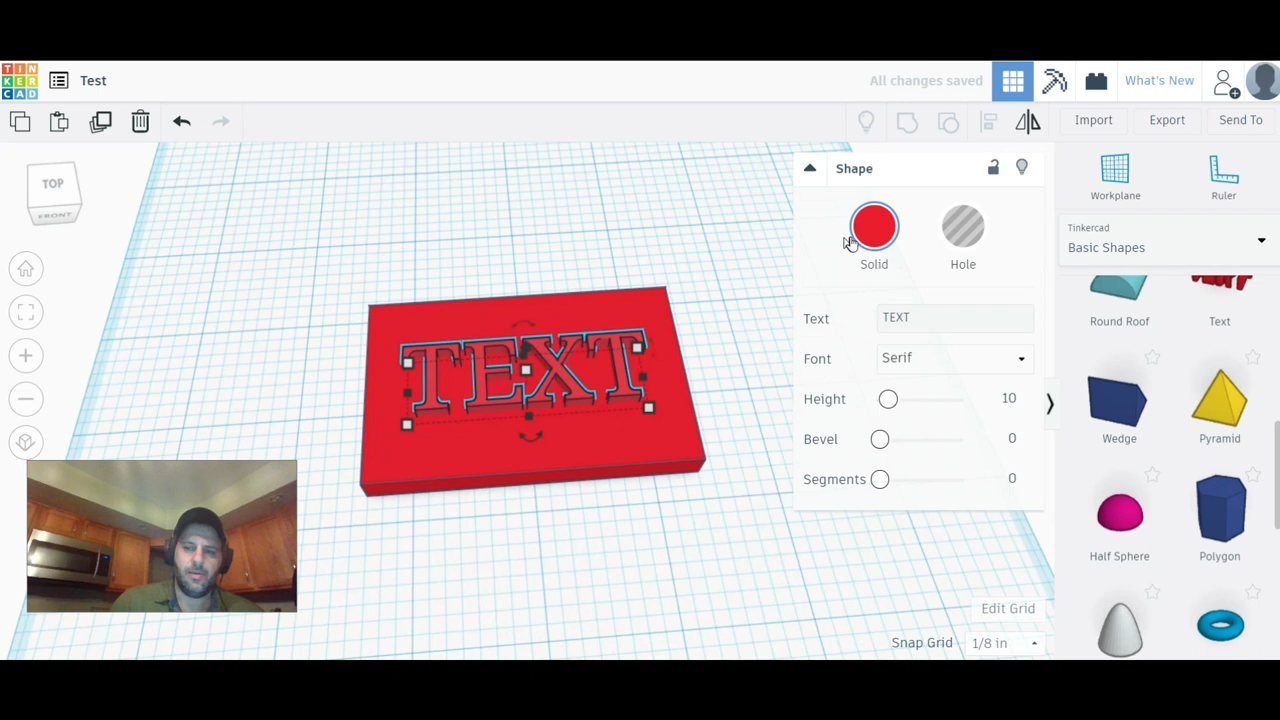 TIN
KER
CAD
Test
All changes saved
What's New
Import
Export
Send To
TOP
FRONT
Shape
Workplane
Ruler
Solid
Hole
Tinkercad
Basic Shapes
Text
TEXT
Font
Serif
Height
10
Bevel
0
Segments
0
TEXT
Round Roof
Text
Wedge
Pyramid
Half Sphere
Polygon
Edit Grid
Snap Grid
1/8 in